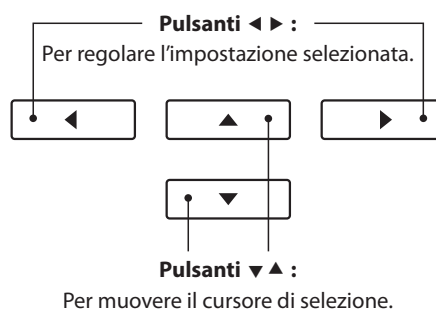 Pulsanti ◀ ▶ :
Per regolare l'impostazione selezionata.
Pulsanti ▼ ▲ :
Per muovere il cursore di selezione.